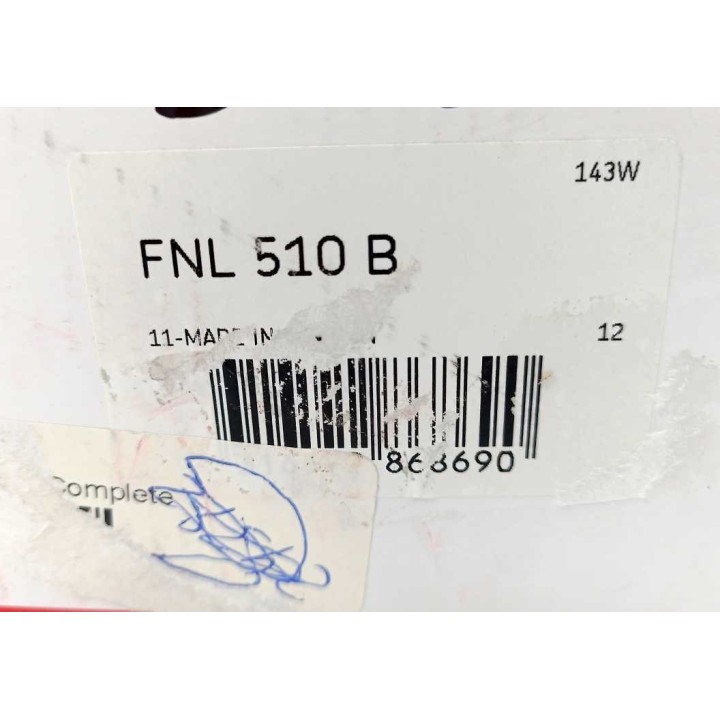 143W
FNL 510 B
11-MADE IN
12
868690
Complete